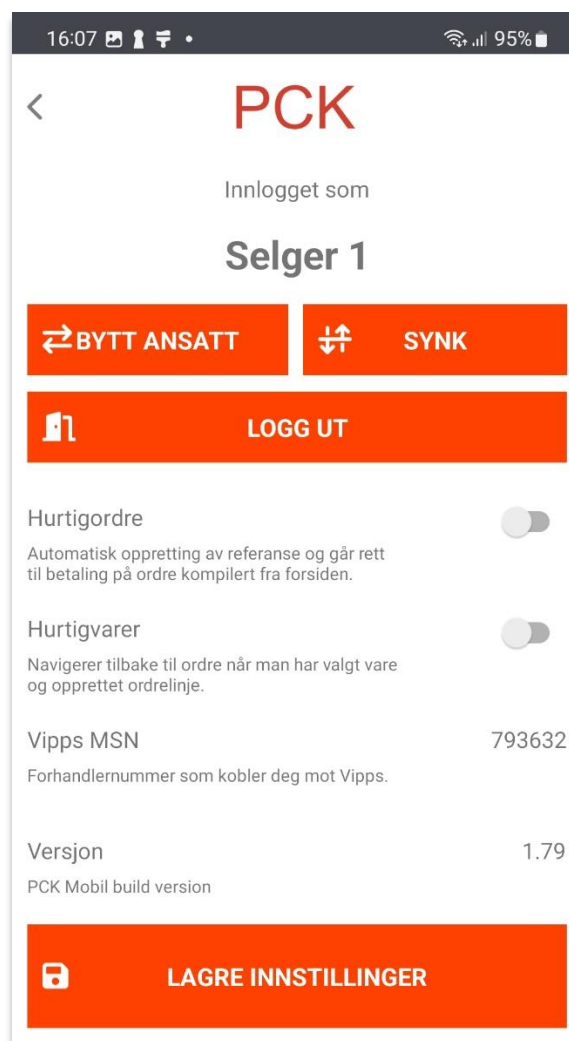 16:07 95%
PCK
Innlogget som
Selger 1
BYTT ANSATT SYNK
LOGG UT
Hurtigordre
Automatisk oppretting av referanse og går rett
til betaling på ordre kompilert fra forsiden.
Hurtigvarer
Navigerer tilbake til ordre når man har valgt vare
og opprettet ordrelinje.
Vipps MSN 793632
Forhandlernummer som kobler deg mot Vipps.
Versjon 1.79
PCK Mobil build version
LAGRE INNSTILLINGER